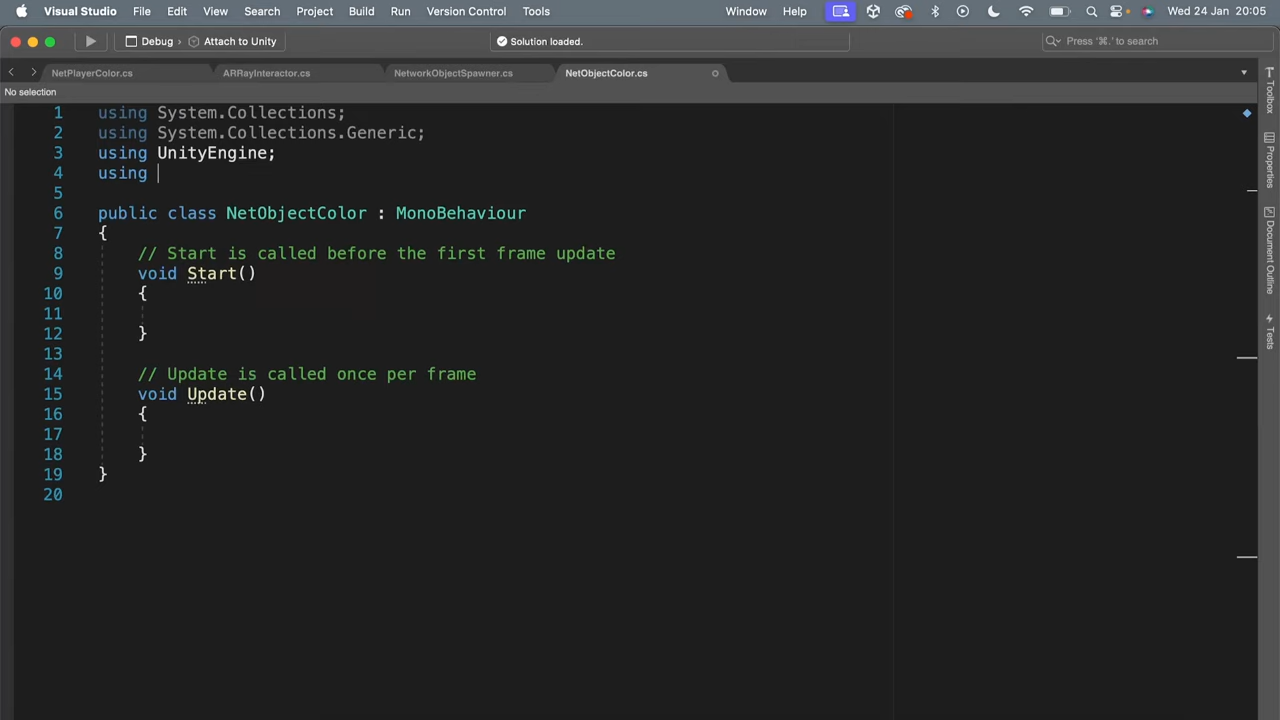 Visual Studio File Edit View Search Project Build Run Version Control Tools Window Help Wed 24 Jan 20:05
Debug › Attach to Unity Solution loaded. Press '⌘.' to search
NetPlayerColor.cs ARRayInteractor.cs NetworkObjectSpawner.cs NetObjectColor.cs
No selection
1 using System.Collections;
2 using System.Collections.Generic;
3 using UnityEngine;
4 using
5
6 public class NetObjectColor : MonoBehaviour
7 {
8 // Start is called before the first frame update
9 void Start()
10 {
11
12 }
13
14 // Update is called once per frame
15 void Update()
16 {
17
18 }
19 }
20
Toolbox
Properties
Document Outline
Tests